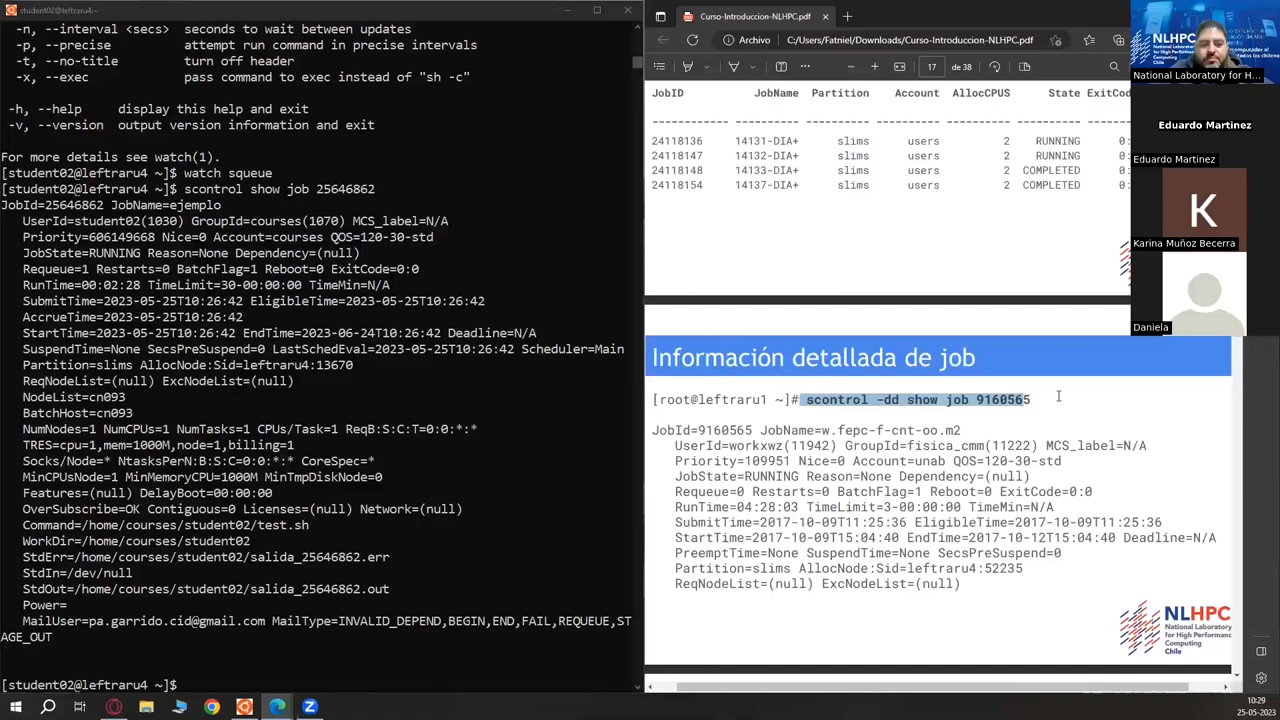 student02@leftraru4:~
-n, --interval <secs>  seconds to wait between updates
-p, --precise          attempt run command in precise intervals
-t, --no-title         turn off header
-x, --exec             pass command to exec instead of "sh -c"
-h, --help     display this help and exit
-v, --version  output version information and exit
For more details see watch(1).
[student02@leftraru4 ~]$ watch squeue
[student02@leftraru4 ~]$ scontrol show job 25646862
JobId=25646862 JobName=ejemplo
UserId=student02(1030) GroupId=courses(1070) MCS_label=N/A
Priority=606149668 Nice=0 Account=courses QOS=120-30-std
JobState=RUNNING Reason=None Dependency=(null)
Requeue=1 Restarts=0 BatchFlag=1 Reboot=0 ExitCode=0:0
RunTime=00:02:28 TimeLimit=30-00:00:00 TimeMin=N/A
SubmitTime=2023-05-25T10:26:42 EligibleTime=2023-05-25T10:26:42
AccrueTime=2023-05-25T10:26:42
StartTime=2023-05-25T10:26:42 EndTime=2023-06-24T10:26:42 Deadline=N/A
SuspendTime=None SecsPreSuspend=0 LastSchedEval=2023-05-25T10:26:42 Scheduler=Main
Partition=slims AllocNode:Sid=leftraru4:13670
ReqNodeList=(null) ExcNodeList=(null)
NodeList=cn093
BatchHost=cn093
NumNodes=1 NumCPUs=1 NumTasks=1 CPUs/Task=1 ReqB:S:C:T=0:0:*:*
TRES=cpu=1,mem=1000M,node=1,billing=1
Socks/Node=* NtasksPerN:B:S:C=0:0:*:* CoreSpec=*
MinCPUsNode=1 MinMemoryCPU=1000M MinTmpDiskNode=0
Features=(null) DelayBoot=00:00:00
OverSubscribe=OK Contiguous=0 Licenses=(null) Network=(null)
Command=/home/courses/student02/test.sh
WorkDir=/home/courses/student02
StdErr=/home/courses/student02/salida_25646862.err
StdIn=/dev/null
StdOut=/home/courses/student02/salida_25646862.out
Power=
MailUser=pa.garrido.cid@gmail.com MailType=INVALID_DEPEND,BEGIN,END,FAIL,REQUEUE,ST
AGE_OUT
[student02@leftraru4 ~]$
Curso-Introduccion-NLHPC.pdf
Archivo
C:/Users/Fatniel/Downloads/Curso-Introduccion-NLHPC.pdf
17 de 38
JobID JobName Partition Account AllocCPUS State ExitCod
------------ ---------- ---------- ---------- ---------- ---------- ------
24118136 14131-DIA+ slims users 2 RUNNING 0:
24118147 14132-DIA+ slims users 2 RUNNING 0:
24118148 14133-DIA+ slims users 2 COMPLETED 0:
24118154 14137-DIA+ slims users 2 COMPLETED 0:
Información detallada de job
[root@leftraru1 ~]# scontrol -dd show job 9160565
JobId=9160565 JobName=w.fepc-f-cnt-oo.m2
UserId=workxwz(11942) GroupId=fisica_cmm(11222) MCS_label=N/A
Priority=109951 Nice=0 Account=unab QOS=120-30-std
JobState=RUNNING Reason=None Dependency=(null)
Requeue=0 Restarts=0 BatchFlag=1 Reboot=0 ExitCode=0:0
RunTime=04:28:03 TimeLimit=3-00:00:00 TimeMin=N/A
SubmitTime=2017-10-09T11:25:36 EligibleTime=2017-10-09T11:25:36
StartTime=2017-10-09T15:04:40 EndTime=2017-10-12T15:04:40 Deadline=N/A
PreemptTime=None SuspendTime=None SecsPreSuspend=0
Partition=slims AllocNode:Sid=leftraru4:52235
ReqNodeList=(null) ExcNodeList=(null)
NLHPC
National Laboratory
for High Performance
Computing
Chile
NLHPC
National Laboratory for H...
Eduardo Martinez
Eduardo Martinez
K
Karina Muñoz Becerra
Daniela
10:29
25-05-2023